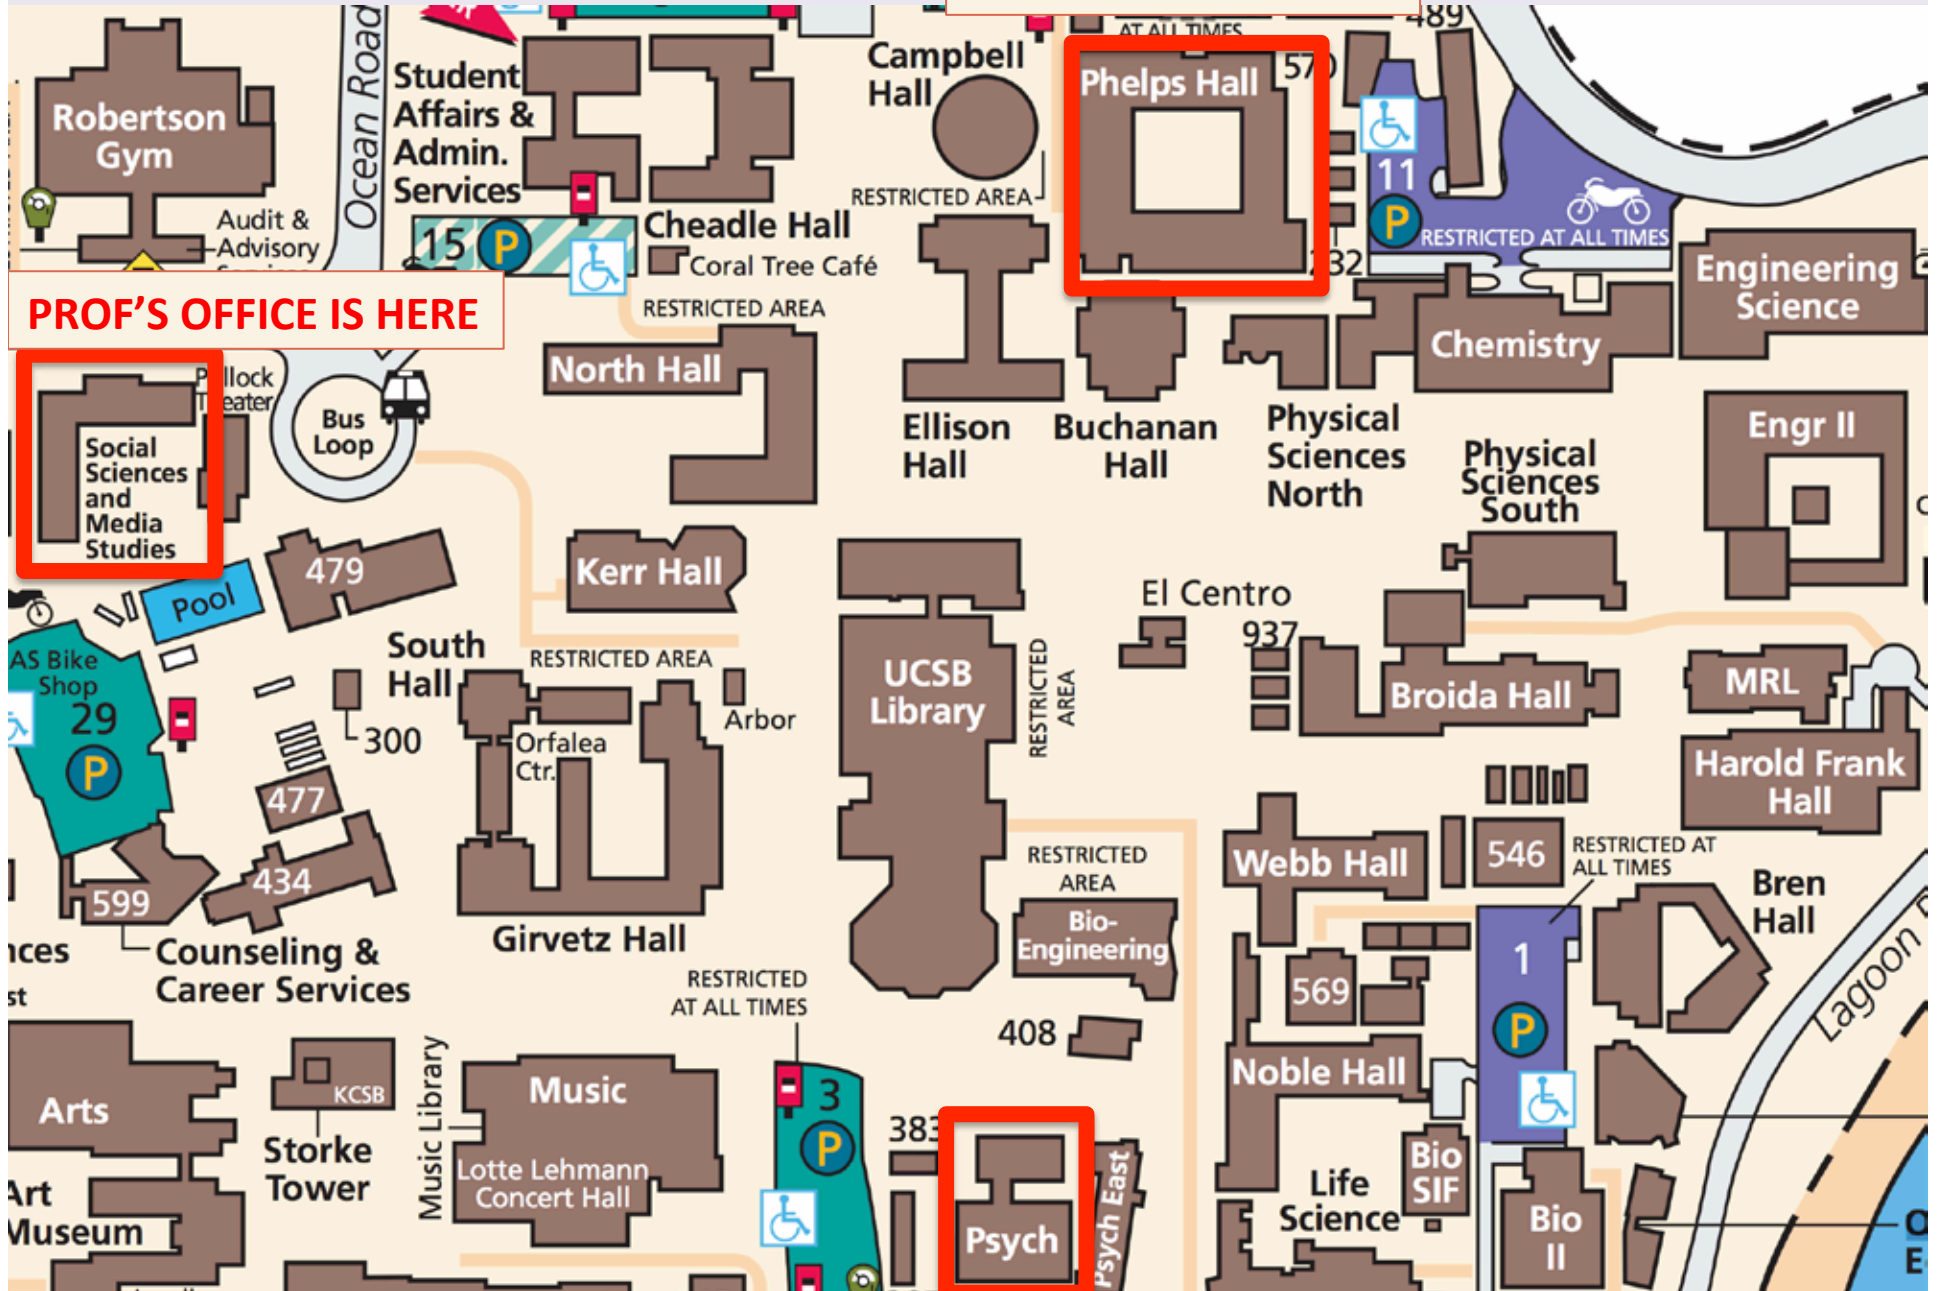 489
AT ALL TIMES
Ocean Road
Robertson
Gym
Student
Affairs &
Admin.
Services
Campbell
Hall
Phelps Hall
570
11
P
RESTRICTED AREA
RESTRICTED AT ALL TIMES
232
Audit &
Advisory
15
P
Cheadle Hall
Coral Tree Café
RESTRICTED AREA
PROF'S OFFICE IS HERE
Engineering
Science
Chemistry
North Hall
Pollock
Theater
Bus
Loop
Social
Sciences
and
Media
Studies
Ellison
Hall
Buchanan
Hall
Physical
Sciences
North
Physical
Sciences
South
Engr II
479
Pool
Kerr Hall
El Centro
937
AS Bike
Shop
29
P
South
Hall
RESTRICTED AREA
300
Orfalea
Ctr.
Arbor
UCSB
Library
RESTRICTED
AREA
Broida Hall
MRL
Harold Frank
Hall
477
434
599
Counseling &
Career Services
Girvetz Hall
RESTRICTED
AREA
Bio-
Engineering
Webb Hall
546
RESTRICTED AT
ALL TIMES
Bren
Hall
1
P
569
Lagoon
RESTRICTED
AT ALL TIMES
408
Noble Hall
Arts
KCSB
Storke
Tower
Music Library
Music
Lotte Lehmann
Concert Hall
3
P
383
Psych
Psych East
Life
Science
Bio
SIF
Bio
II
Art
Museum